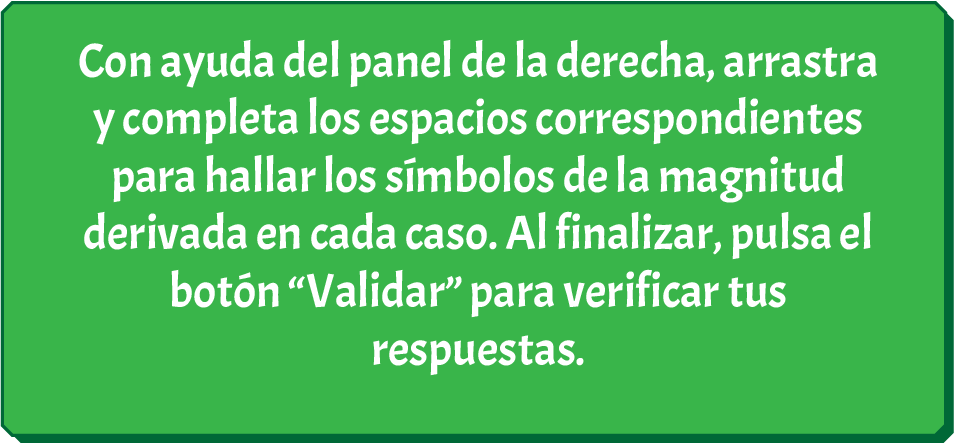 Con ayuda del panel de la derecha, arrastra
y completa los espacios correspondientes
para hallar los símbolos de la magnitud
derivada en cada caso. Al finalizar, pulsa el
botón “Validar” para verificar tus
respuestas.